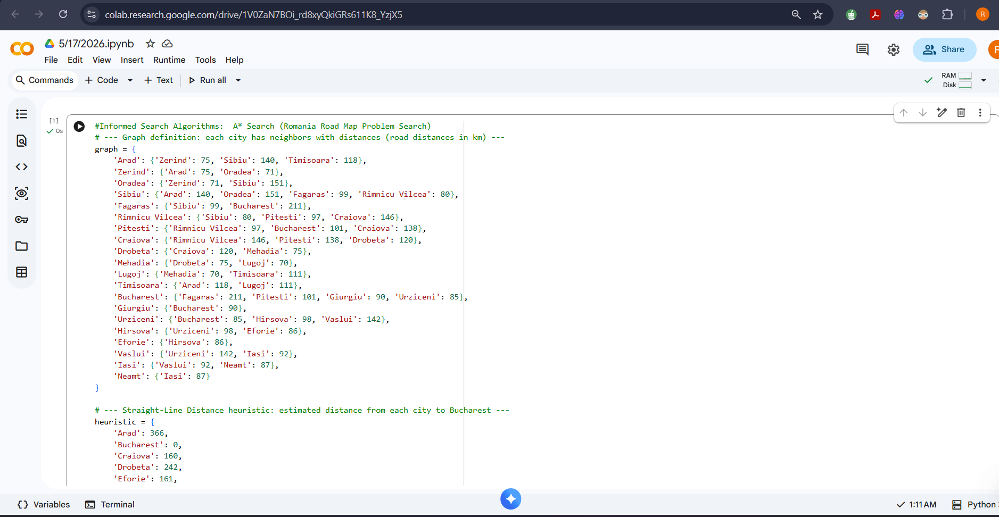 colab.research.google.com/drive/1V0ZaN7BOi_rd8xyQkiGRs611K8_YzjX5
R
5/17/2026.ipynb
File Edit View Insert Runtime Tools Help
Share
Commands + Code + Text Run all
RAM
Disk
[1]
0s
#Informed Search Algorithms:  A* Search (Romania Road Map Problem Search)
# --- Graph definition: each city has neighbors with distances (road distances in km) ---
graph = {
    'Arad': {'Zerind': 75, 'Sibiu': 140, 'Timisoara': 118},
    'Zerind': {'Arad': 75, 'Oradea': 71},
    'Oradea': {'Zerind': 71, 'Sibiu': 151},
    'Sibiu': {'Arad': 140, 'Oradea': 151, 'Fagaras': 99, 'Rimnicu Vilcea': 80},
    'Fagaras': {'Sibiu': 99, 'Bucharest': 211},
    'Rimnicu Vilcea': {'Sibiu': 80, 'Pitesti': 97, 'Craiova': 146},
    'Pitesti': {'Rimnicu Vilcea': 97, 'Bucharest': 101, 'Craiova': 138},
    'Craiova': {'Rimnicu Vilcea': 146, 'Pitesti': 138, 'Drobeta': 120},
    'Drobeta': {'Craiova': 120, 'Mehadia': 75},
    'Mehadia': {'Drobeta': 75, 'Lugoj': 70},
    'Lugoj': {'Mehadia': 70, 'Timisoara': 111},
    'Timisoara': {'Arad': 118, 'Lugoj': 111},
    'Bucharest': {'Fagaras': 211, 'Pitesti': 101, 'Giurgiu': 90, 'Urziceni': 85},
    'Giurgiu': {'Bucharest': 90},
    'Urziceni': {'Bucharest': 85, 'Hirsova': 98, 'Vaslui': 142},
    'Hirsova': {'Urziceni': 98, 'Eforie': 86},
    'Eforie': {'Hirsova': 86},
    'Vaslui': {'Urziceni': 142, 'Iasi': 92},
    'Iasi': {'Vaslui': 92, 'Neamt': 87},
    'Neamt': {'Iasi': 87}
}
# --- Straight-Line Distance heuristic: estimated distance from each city to Bucharest ---
heuristic = {
    'Arad': 366,
    'Bucharest': 0,
    'Craiova': 160,
    'Drobeta': 242,
    'Eforie': 161,
{} Variables Terminal
1:11 AM Python